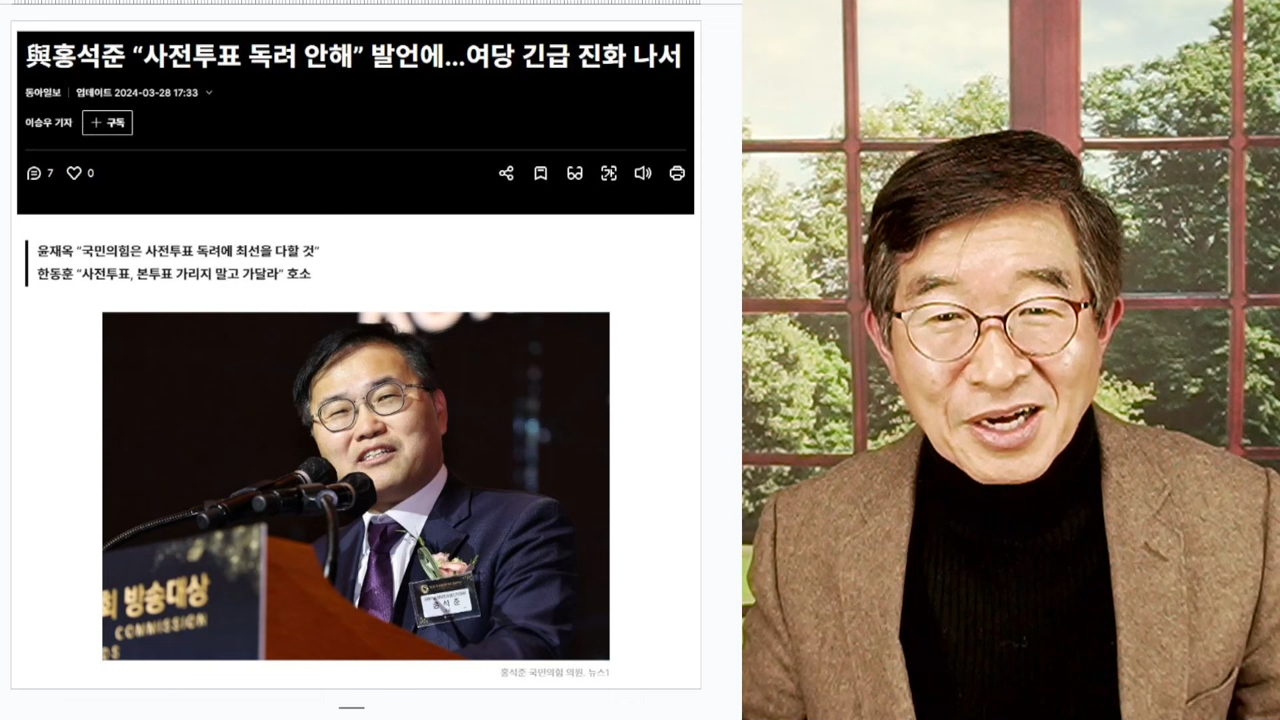 與홍석준 “사전투표 독려 안해” 발언에...여당 긴급 진화 나서
동아일보 | 업데이트 2024-03-28 17:33
이승우 기자 + 구독
7 0
윤재옥 “국민의힘은 사전투표 독려에 최선을 다할 것”
한동훈 “사전투표, 본투표 가리지 말고 가달라” 호소
회 방송대상
COMMISSION
홍석준
홍석준 국민의힘 의원. 뉴스1